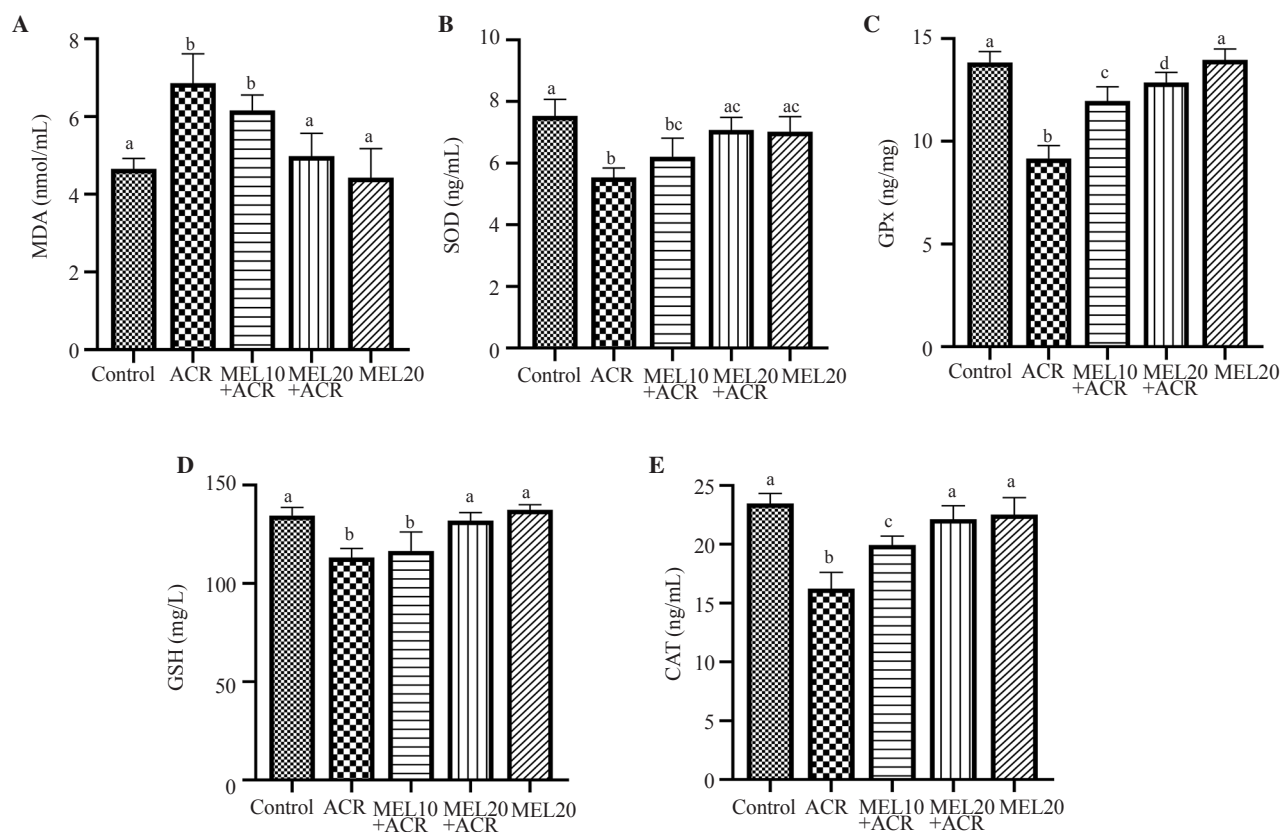 A
MDA (nmol/mL)
8
6
4
2
0
a
b
b
a
a
Control
ACR
MEL10
+ACR
MEL20
+ACR
MEL20
B
SOD (ng/mL)
10
8
6
4
2
0
a
b
bc
ac
ac
Control
ACR
MEL10
+ACR
MEL20
+ACR
MEL20
C
GPx (ng/mg)
15
10
5
0
a
b
c
d
a
Control
ACR
MEL10
+ACR
MEL20
+ACR
MEL20
D
GSH (mg/L)
150
100
50
0
a
b
b
a
a
Control
ACR
MEL10
+ACR
MEL20
+ACR
MEL20
E
CAT (ng/mL)
25
20
15
10
5
0
a
b
c
a
a
Control
ACR
MEL10
+ACR
MEL20
+ACR
MEL20